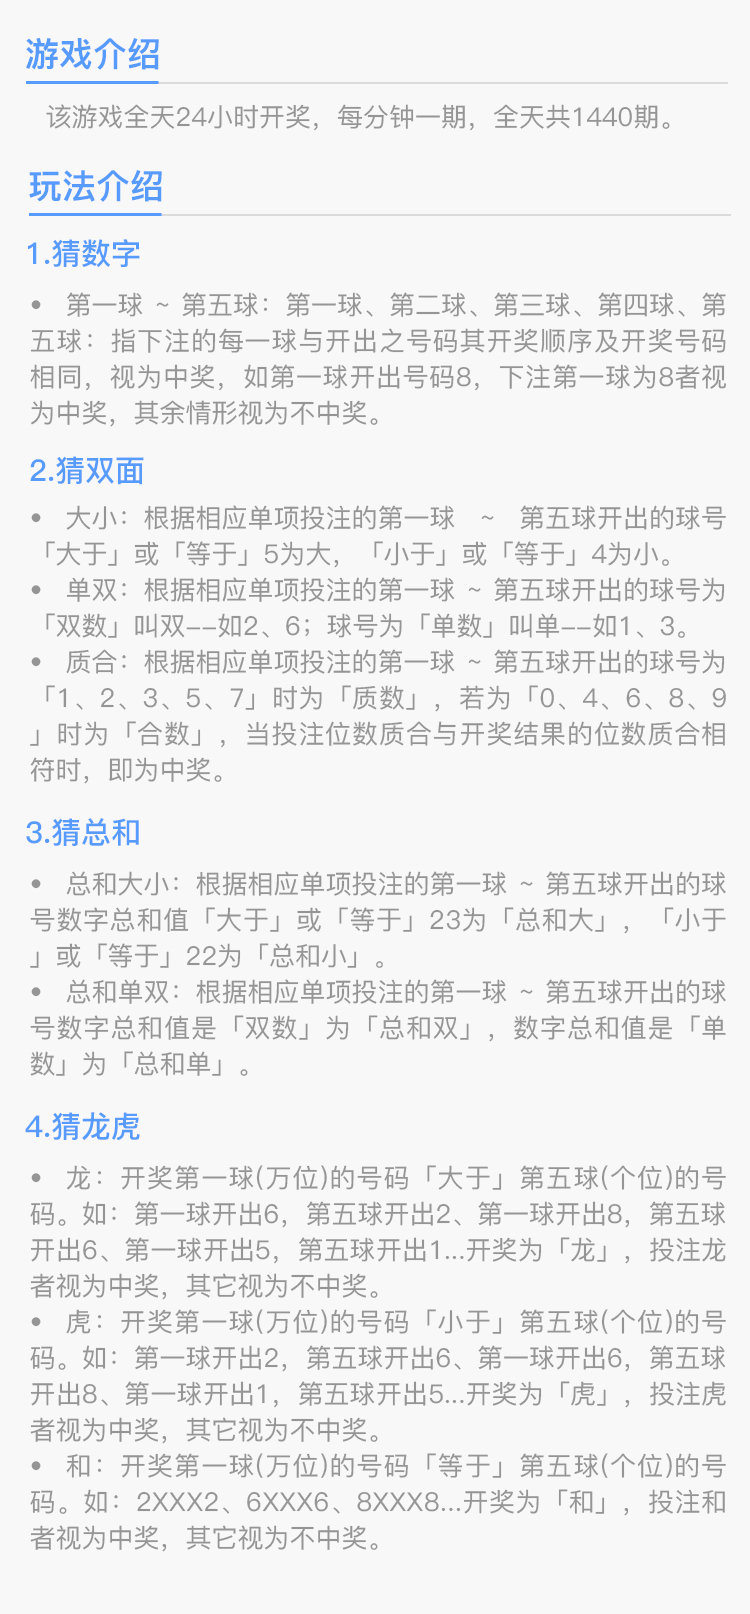 游戏介绍
该游戏全天24小时开奖，每分钟一期，全天共1440期。
玩法介绍
1.猜数字
• 第一球 ~ 第五球：第一球、第二球、第三球、第四球、第
五球：指下注的每一球与开出之号码其开奖顺序及开奖号码
相同，视为中奖，如第一球开出号码8，下注第一球为8者视
为中奖，其余情形视为不中奖。
2.猜双面
• 大小：根据相应单项投注的第一球 ~ 第五球开出的球号
「大于」或「等于」5为大，「小于」或「等于」4为小。
• 单双：根据相应单项投注的第一球 ~ 第五球开出的球号为
「双数」叫双--如2、6；球号为「单数」叫单--如1、3。
• 质合：根据相应单项投注的第一球 ~ 第五球开出的球号为
「1、2、3、5、7」时为「质数」，若为「0、4、6、8、9
」时为「合数」，当投注位数质合与开奖结果的位数质合相
符时，即为中奖。
3.猜总和
• 总和大小：根据相应单项投注的第一球 ~ 第五球开出的球
号数字总和值「大于」或「等于」23为「总和大」，「小于
」或「等于」22为「总和小」。
• 总和单双：根据相应单项投注的第一球 ~ 第五球开出的球
号数字总和值是「双数」为「总和双」，数字总和值是「单
数」为「总和单」。
4.猜龙虎
• 龙：开奖第一球(万位)的号码「大于」第五球(个位)的号
码。如：第一球开出6，第五球开出2、第一球开出8，第五球
开出6、第一球开出5，第五球开出1...开奖为「龙」，投注龙
者视为中奖，其它视为不中奖。
• 虎：开奖第一球(万位)的号码「小于」第五球(个位)的号
码。如：第一球开出2，第五球开出6、第一球开出6，第五球
开出8、第一球开出1，第五球开出5...开奖为「虎」，投注虎
者视为中奖，其它视为不中奖。
• 和：开奖第一球(万位)的号码「等于」第五球(个位)的号
码。如：2XXX2、6XXX6、8XXX8...开奖为「和」，投注和
者视为中奖，其它视为不中奖。